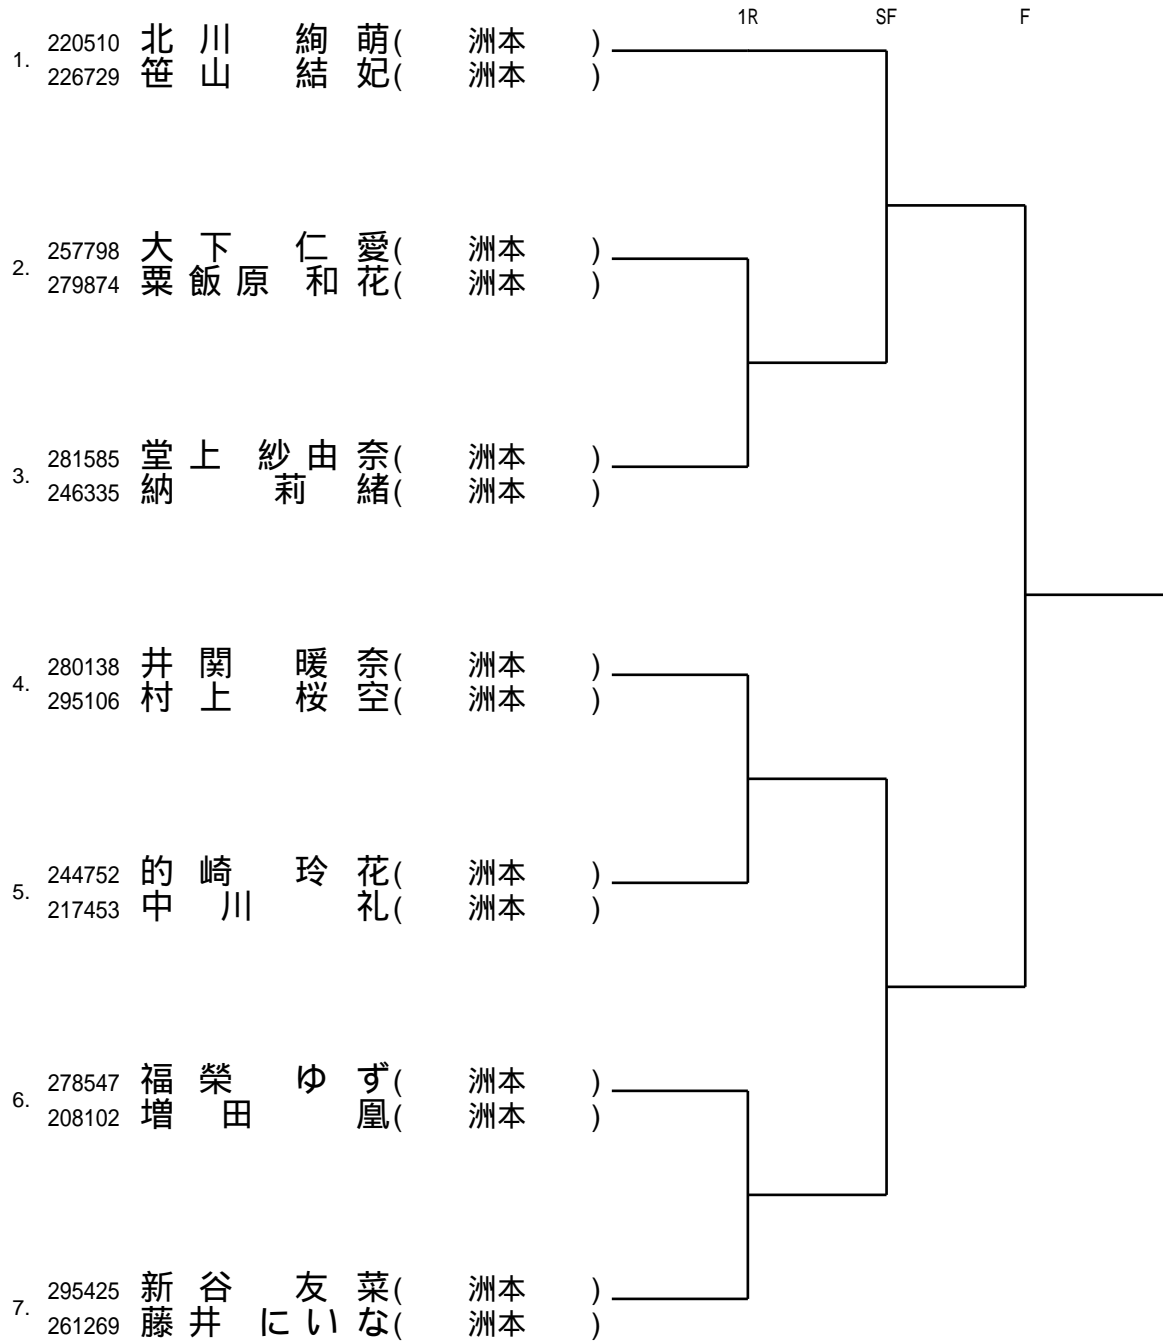 1R SF F
1. 220510 北川 絢萌( 洲本 )
226729 笹山 結妃( 洲本 )
2. 257798 大下 仁愛( 洲本 )
279874 粟飯原 和花( 洲本 )
3. 281585 堂上 紗由奈( 洲本 )
246335 納 莉緒( 洲本 )
4. 280138 井関 暖奈( 洲本 )
295106 村上 桜空( 洲本 )
5. 244752 的崎 玲花( 洲本 )
217453 中川 礼( 洲本 )
6. 278547 福榮 ゆず( 洲本 )
208102 増田 凰( 洲本 )
7. 295425 新谷 友菜( 洲本 )
261269 藤井 にいな( 洲本 )